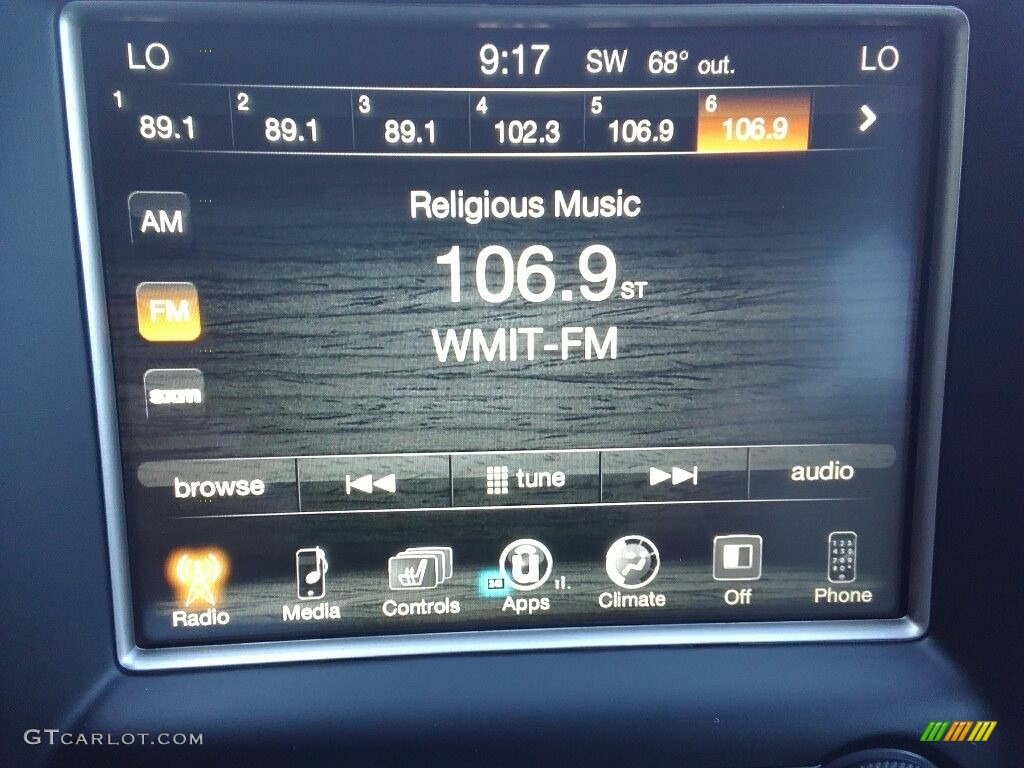 LO 9:17 SW 68° out. LO
1 89.1 2 89.1 3 89.1 4 102.3 5 106.9 6 106.9
AM
Religious Music
106.9 ST
FM
WMIT-FM
sxm
browse tune audio
Radio Media Controls Apps Climate Off Phone
GTCARLOT.COM